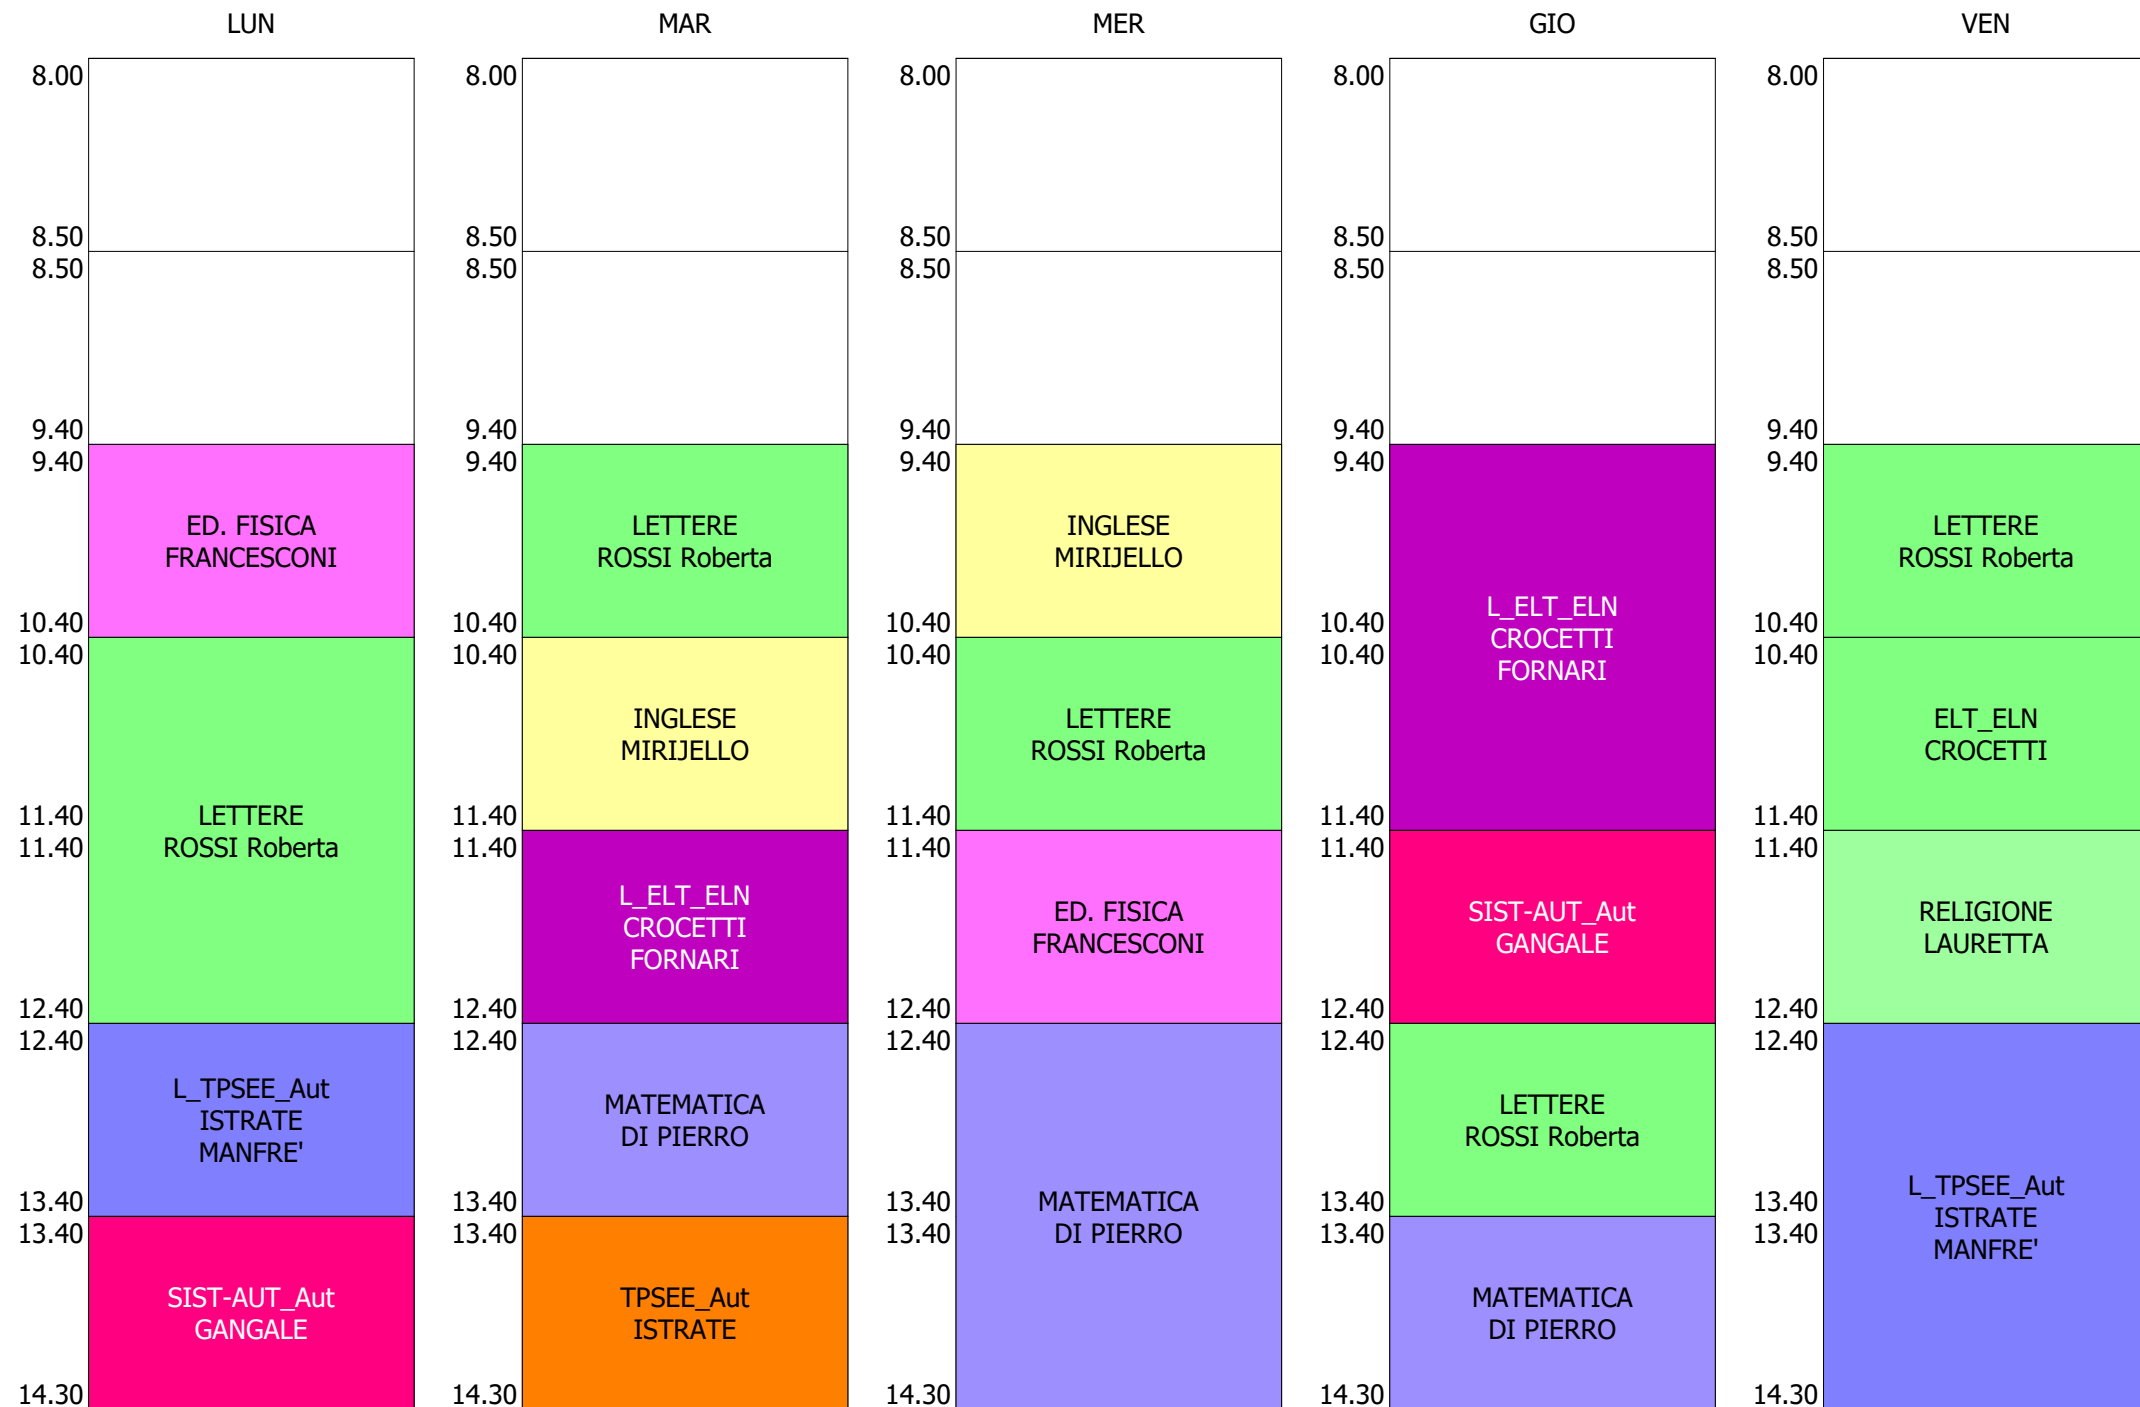 LUN
8.00
8.50
8.50
9.40
9.40
ED. FISICA
FRANCESCONI
10.40
10.40
LETTERE
ROSSI Roberta
11.40
11.40
12.40
12.40
L_TPSEE_Aut
ISTRATE
MANFRE'
13.40
13.40
SIST-AUT_Aut
GANGALE
14.30
MAR
8.00
8.50
8.50
9.40
9.40
LETTERE
ROSSI Roberta
10.40
10.40
INGLESE
MIRIJELLO
11.40
11.40
L_ELT_ELN
CROCETTI
FORNARI
12.40
12.40
MATEMATICA
DI PIERRO
13.40
13.40
TPSEE_Aut
ISTRATE
14.30
MER
8.00
8.50
8.50
9.40
9.40
INGLESE
MIRIJELLO
10.40
10.40
LETTERE
ROSSI Roberta
11.40
11.40
ED. FISICA
FRANCESCONI
12.40
12.40
MATEMATICA
DI PIERRO
13.40
13.40
14.30
GIO
8.00
8.50
8.50
9.40
9.40
L_ELT_ELN
CROCETTI
FORNARI
10.40
10.40
11.40
11.40
SIST-AUT_Aut
GANGALE
12.40
12.40
LETTERE
ROSSI Roberta
13.40
13.40
MATEMATICA
DI PIERRO
14.30
VEN
8.00
8.50
8.50
9.40
9.40
LETTERE
ROSSI Roberta
10.40
10.40
ELT_ELN
CROCETTI
11.40
11.40
RELIGIONE
LAURETTA
12.40
12.40
L_TPSEE_Aut
ISTRATE
MANFRE'
13.40
13.40
14.30